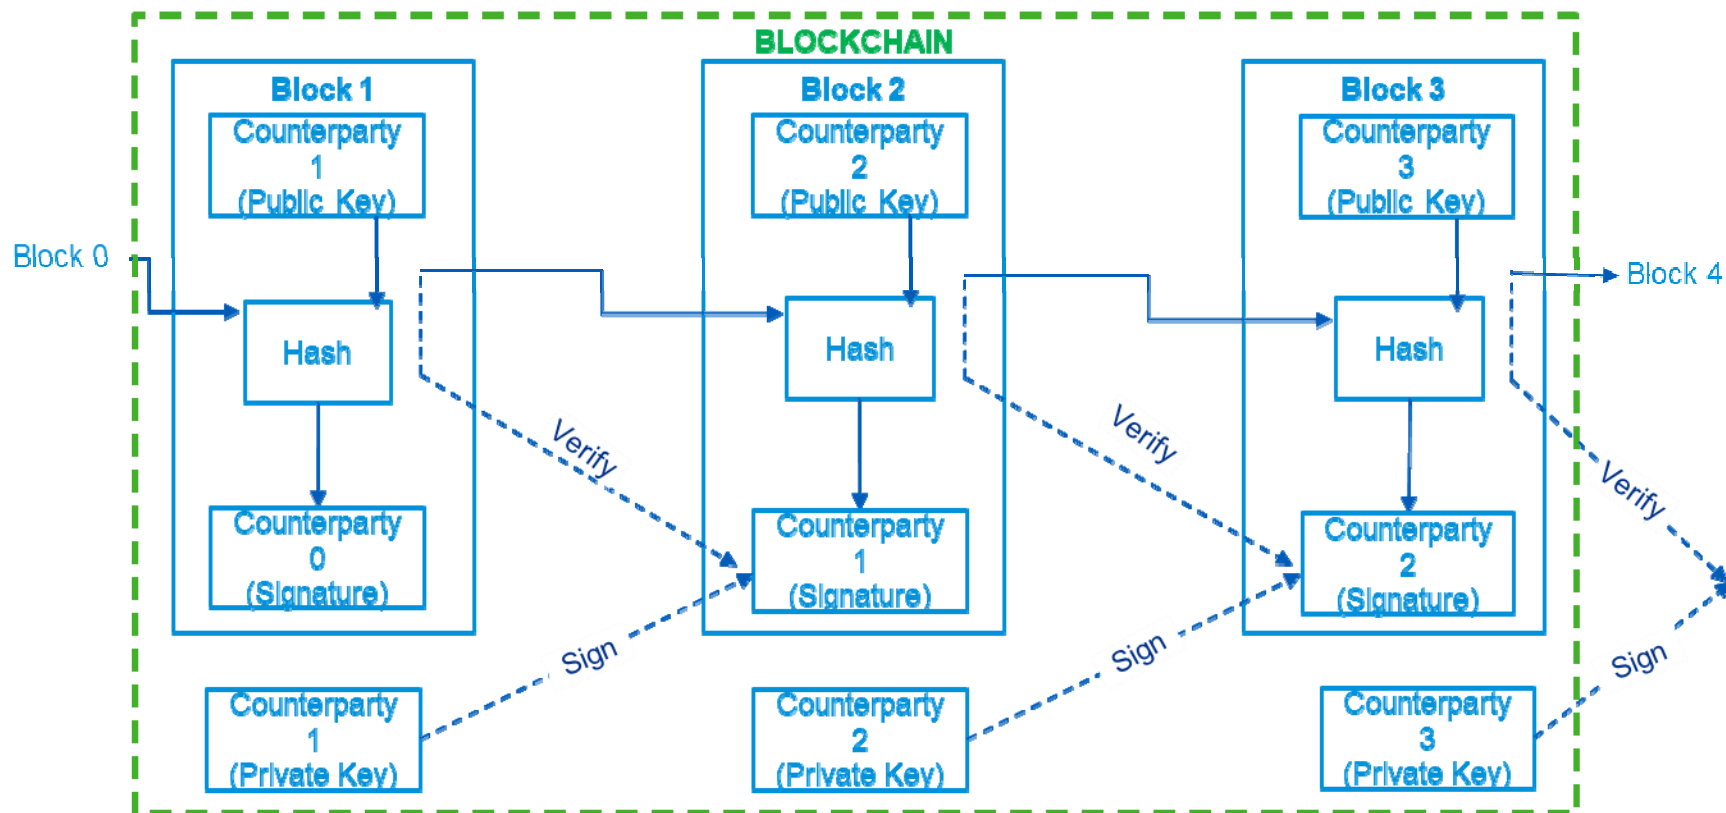 BLOCKCHAIN
Block 1
Counterparty
1
(Public Key)
Hash
Counterparty
0
(Signature)
Block 2
Counterparty
2
(Public Key)
Hash
Counterparty
1
(Signature)
Block 3
Counterparty
3
(Public Key)
Hash
Counterparty
2
(Signature)
Block 0
Block 4
Verify
Verify
Verify
Sign
Sign
Sign
Counterparty
1
(Private Key)
Counterparty
2
(Private Key)
Counterparty
3
(Private Key)